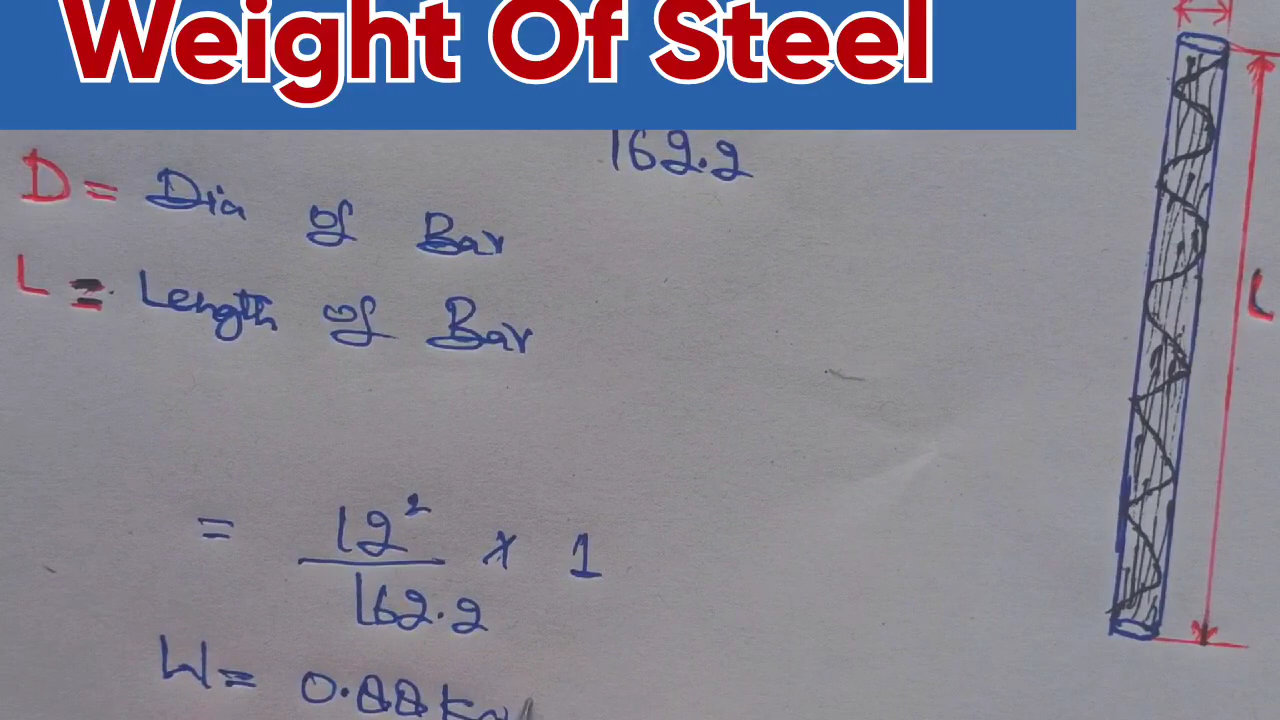 Weight Of Steel
162.2
D = Dia of Bar
L = Length of Bar
L
= 12² / 162.2 x 1
W = 0.88